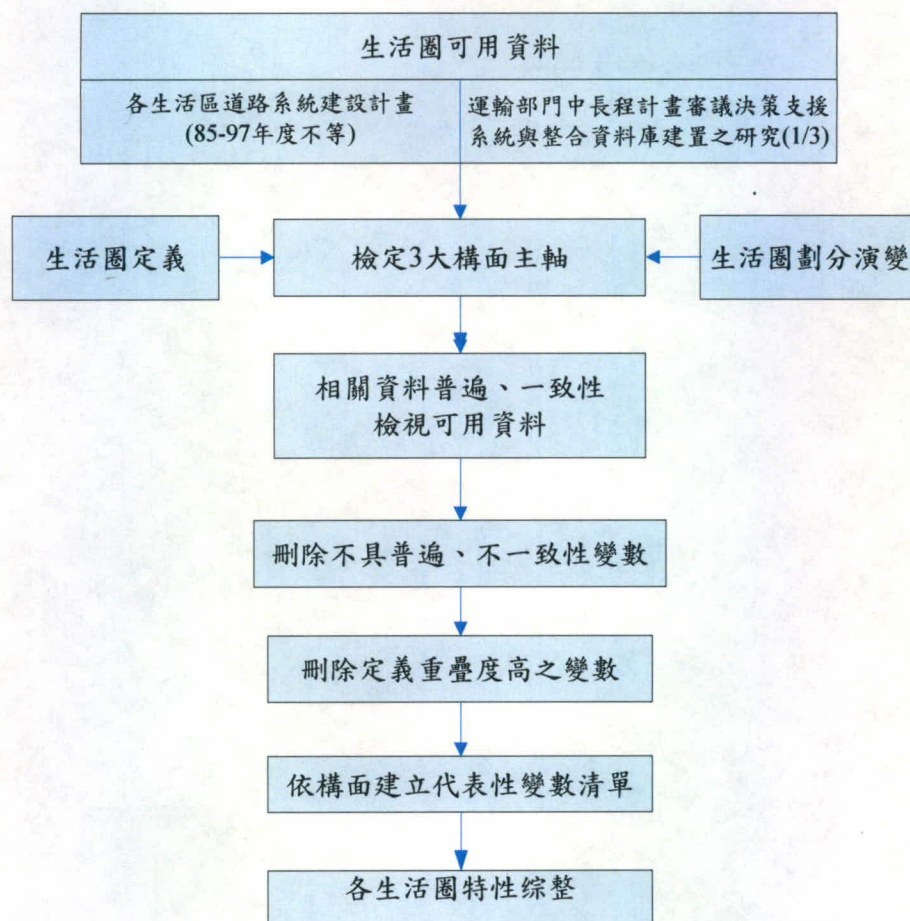 生活圈可用資料
各生活區道路系統建設計畫
(85-97年度不等)
運輸部門中長程計畫審議決策支援
系統與整合資料庫建置之研究(1/3)
生活圈定義
檢定3大構面主軸
生活圈劃分演變
相關資料普遍、一致性
檢視可用資料
刪除不具普遍、不一致性變數
刪除定義重疊度高之變數
依構面建立代表性變數清單
各生活圈特性綜整